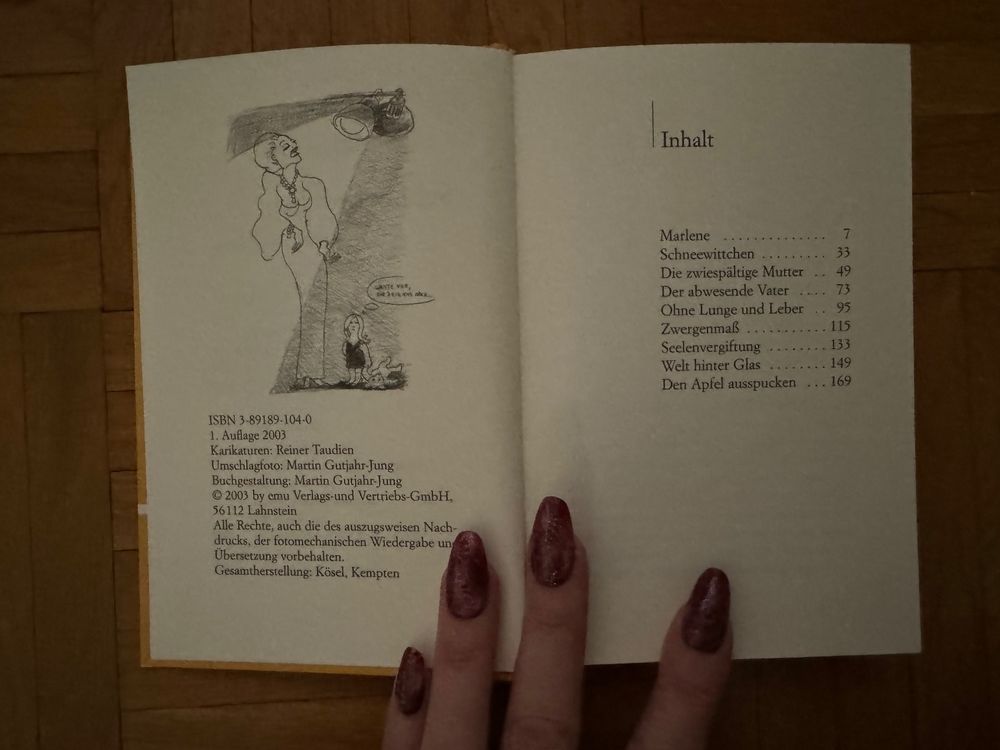 WARTE NUR,
ISBN 3-89189-104-0
1. Auflage 2003
Karikaturen: Reiner Taudien
Umschlagfoto: Martin Gutjahr-Jung
Buchgestaltung: Martin Gutjahr-Jung
© 2003 by emu Verlags-und Vertriebs-GmbH,
56112 Lahnstein
Alle Rechte, auch die des auszugsweisen Nach-
drucks, der fotomechanischen Wiedergabe und
Übersetzung vorbehalten.
Gesamtherstellung: Kösel, Kempten
Inhalt
Marlene .............. 7
Schneewittchen ......... 33
Die zwiespältige Mutter .. 49
Der abwesende Vater .... 73
Ohne Lunge und Leber .. 95
Zwergenmaß ........... 115
Seelenvergiftung ........ 133
Welt hinter Glas ........ 149
Den Apfel ausspucken ... 169